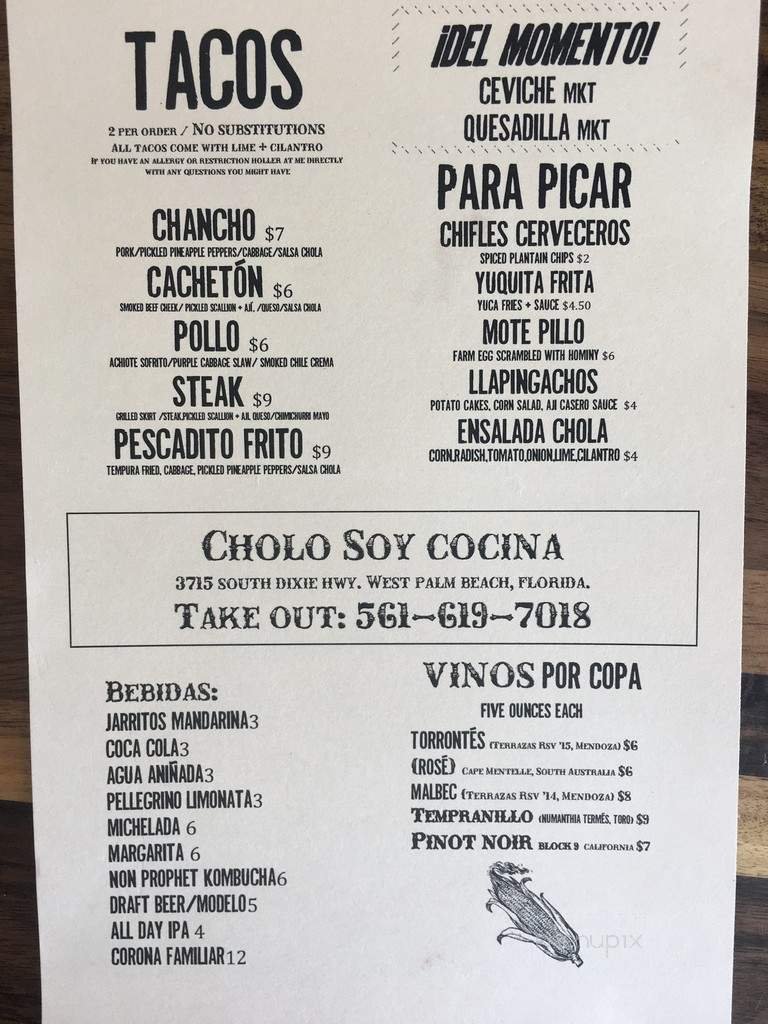 TACOS
2 PER ORDER / NO SUBSTITUTIONS
ALL TACOS COME WITH LIME + CILANTRO
IF YOU HAVE AN ALLERGY OR RESTRICTION HOLLER AT ME DIRECTLY
WITH ANY QUESTIONS YOU MIGHT HAVE
CHANCHO $7
PORK/PICKLED PINEAPPLE PEPPERS/CABBAGE/SALSA CHOLA
CACHETÓN $6
SMOKED BEEF CHEEK/ PICKLED SCALLION + AJÍ, /QUESO/SALSA CHOLA
POLLO $6
ACHIOTE SOFRITO/PURPLE CABBAGE SLAW/ SMOKED CHILE CREMA
STEAK $9
GRILLED SKIRT /STEAK,PICKLED SCALLION + AJI, QUESO/CHIMICHURRI MAYO
PESCADITO FRITO $9
TEMPURA FRIED, CABBAGE, PICKLED PINEAPPLE PEPPERS/SALSA CHOLA
¡DEL MOMENTO!
CEVICHE MKT
QUESADILLA MKT
PARA PICAR
CHIFLES CERVECEROS
SPICED PLANTAIN CHIPS $2
YUQUITA FRITA
YUCA FRIES + SAUCE $4.50
MOTE PILLO
FARM EGG SCRAMBLED WITH HOMINY $6
LLAPINGACHOS
POTATO CAKES, CORN SALAD, AJI CASERO SAUCE $4
ENSALADA CHOLA
CORN,RADISH,TOMATO,ONION,LIME,CILANTRO $4
CHOLO SOY COCINA
3715 SOUTH DIXIE HWY. WEST PALM BEACH, FLORIDA.
TAKE OUT: 561-619-7018
BEBIDAS:
JARRITOS MANDARINA3
COCA COLA3
AGUA ANIÑADA3
PELLEGRINO LIMONATA3
MICHELADA 6
MARGARITA 6
NON PROPHET KOMBUCHA6
DRAFT BEER/MODELO5
ALL DAY IPA 4
CORONA FAMILIAR12
VINOS POR COPA
FIVE OUNCES EACH
TORRONTÉS (TERRAZAS RSV '15, MENDOZA) $6
(ROSÉ) CAPE MENTELLE, SOUTH AUSTRALIA $6
MALBEC (TERRAZAS RSV '14, MENDOZA) $8
TEMPRANILLO (NUMANTHIA TERMÉS, TORO) $9
PINOT NOIR BLOCK 9 CALIFORNIA $7